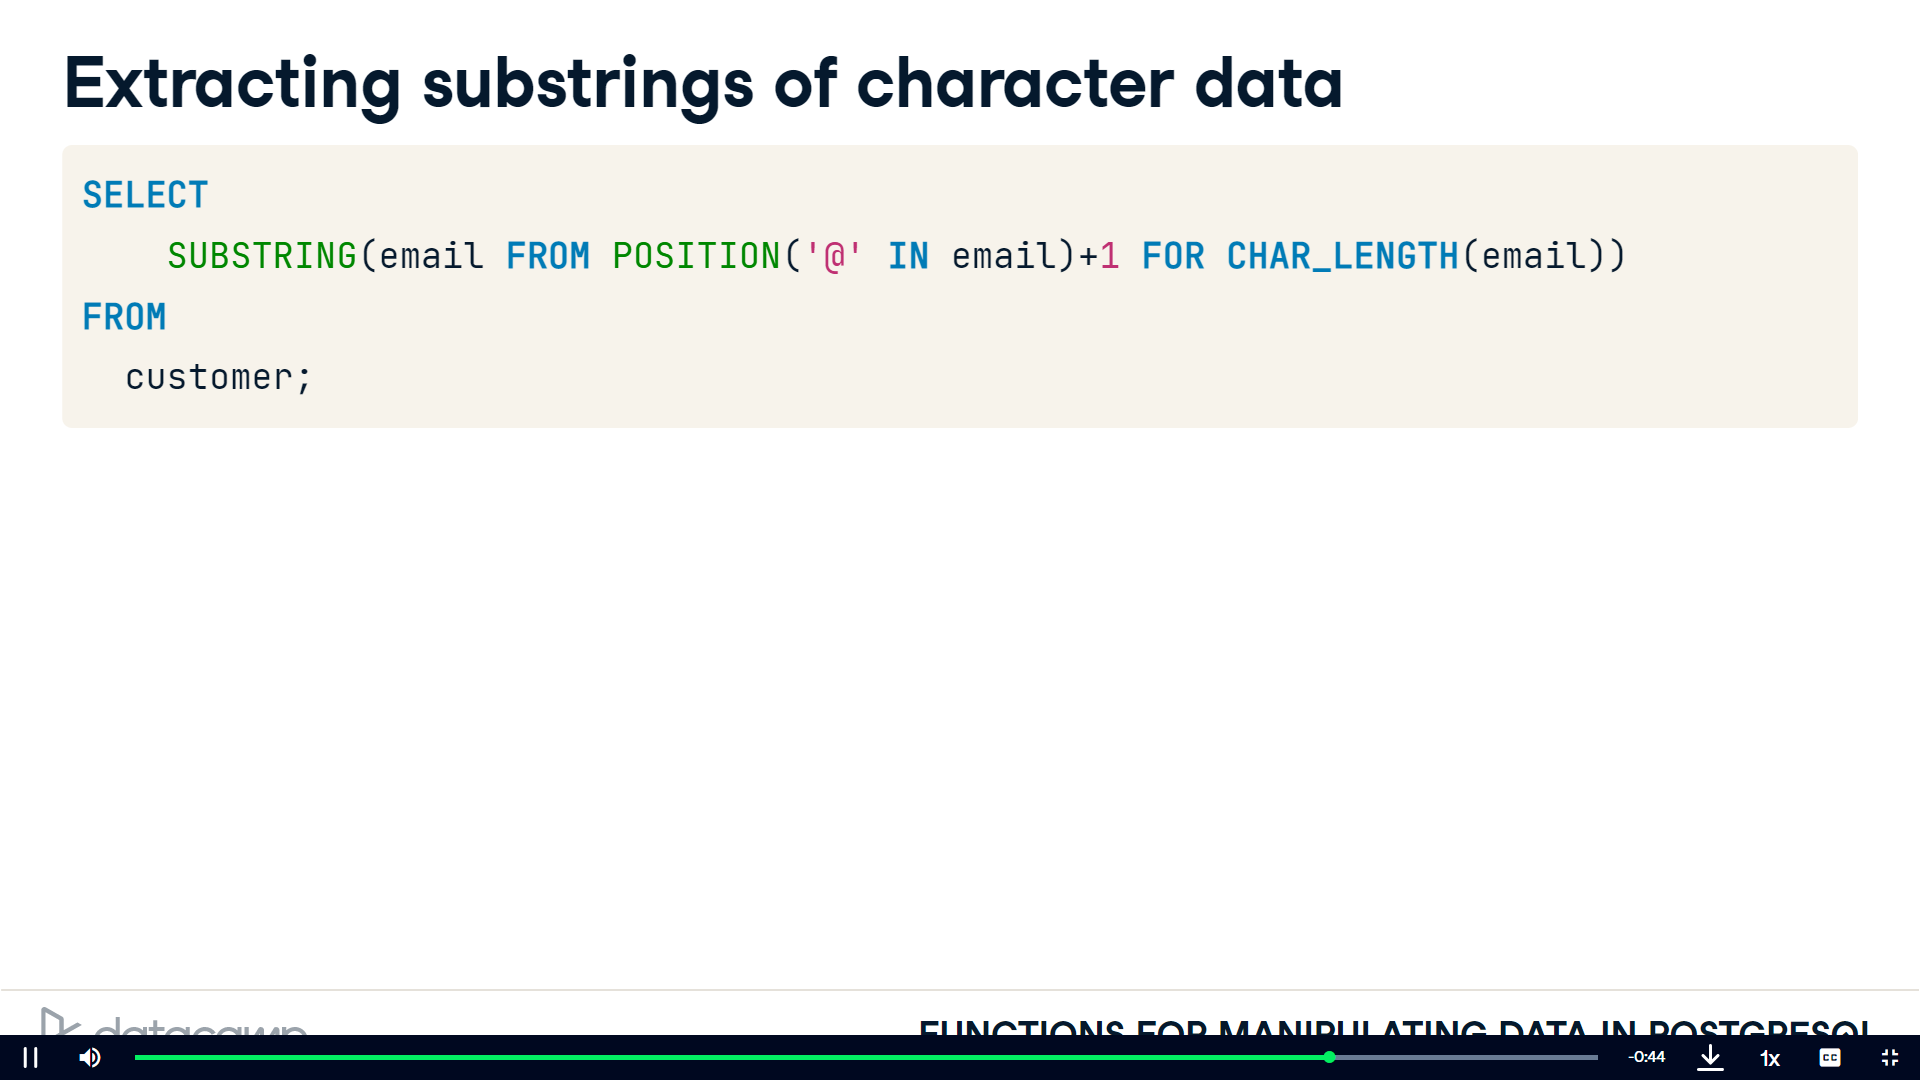 Extracting substrings of character data
SELECT
SUBSTRING(email FROM POSITION('@' IN email)+1 FOR CHAR_LENGTH(email))
FROM
customer;
datacamp
FUNCTIONS FOR MANIPULATING DATA IN POSTGRESQL
-0:44
1x
CC